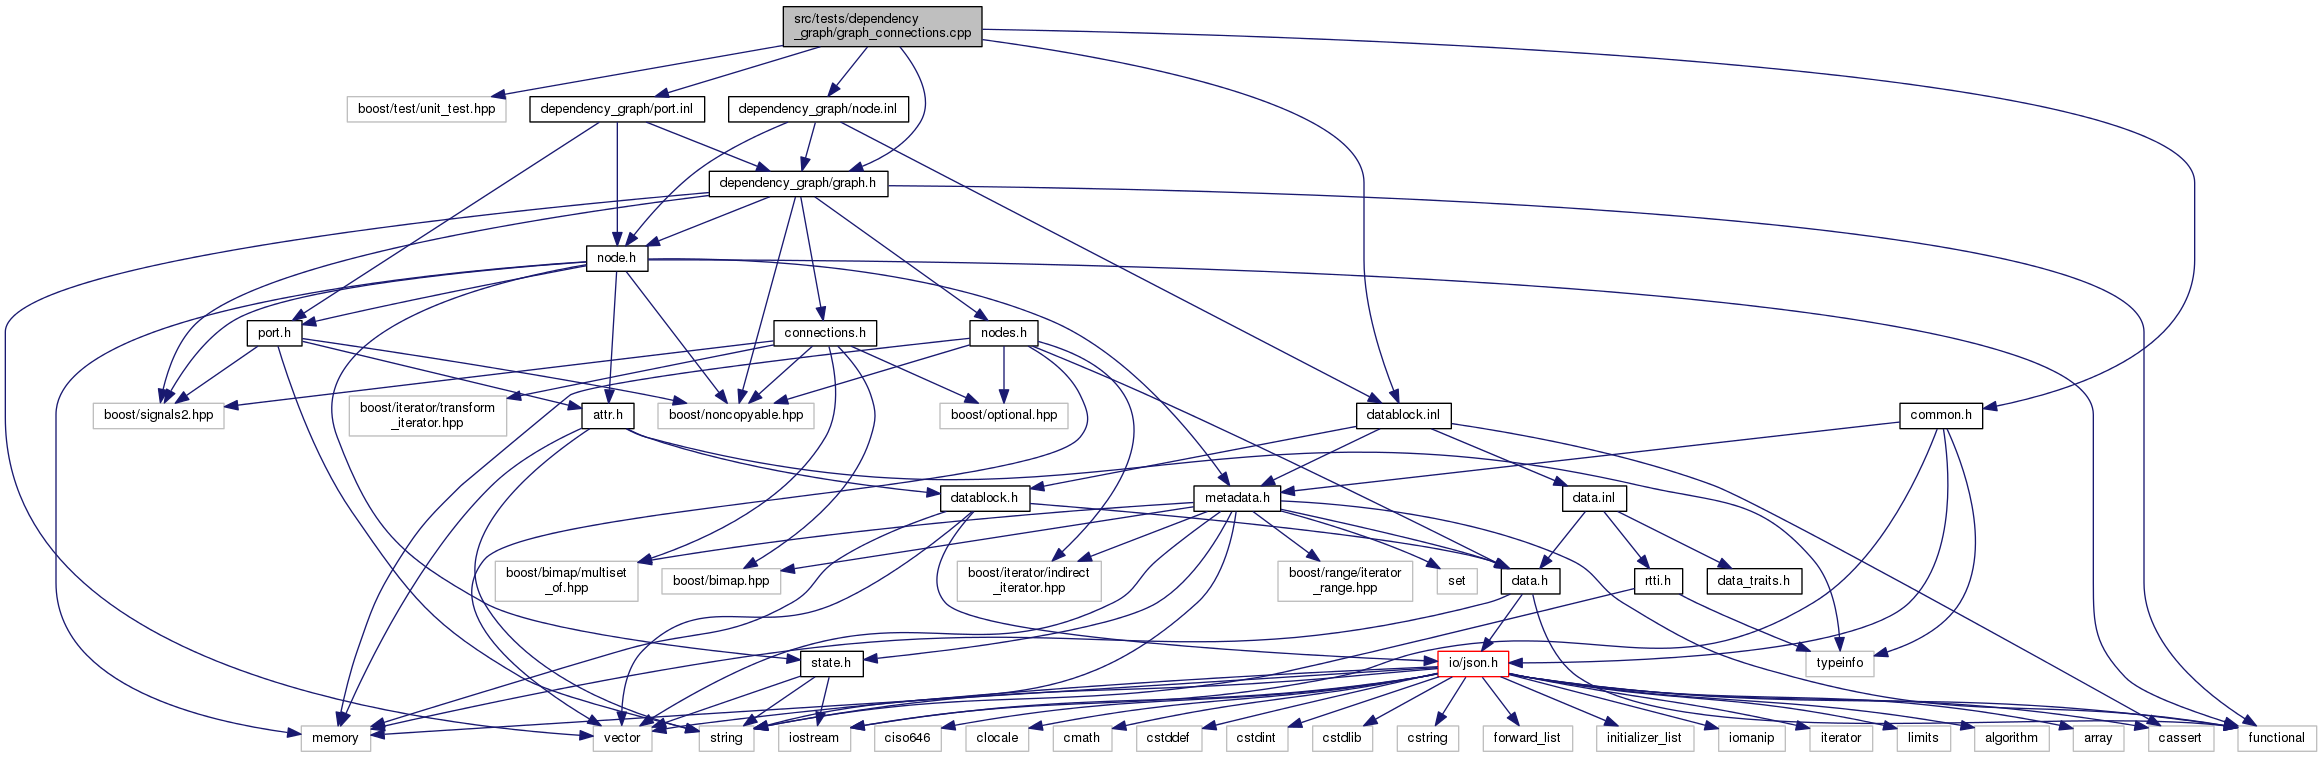 src/tests/dependency
_graph/graph_connections.cpp
boost/test/unit_test.hpp
dependency_graph/port.inl
dependency_graph/node.inl
dependency_graph/graph.h
node.h
port.h
connections.h
nodes.h
boost/signals2.hpp
boost/iterator/transform
_iterator.hpp
attr.h
boost/noncopyable.hpp
boost/optional.hpp
datablock.inl
common.h
datablock.h
metadata.h
data.inl
boost/bimap/multiset
_of.hpp
boost/bimap.hpp
boost/iterator/indirect
_iterator.hpp
boost/range/iterator
_range.hpp
set
data.h
rtti.h
data_traits.h
state.h
io/json.h
typeinfo
memory
vector
string
iostream
ciso646
clocale
cmath
cstddef
cstdint
cstdlib
cstring
forward_list
initializer_list
iomanip
iterator
limits
algorithm
array
cassert
functional